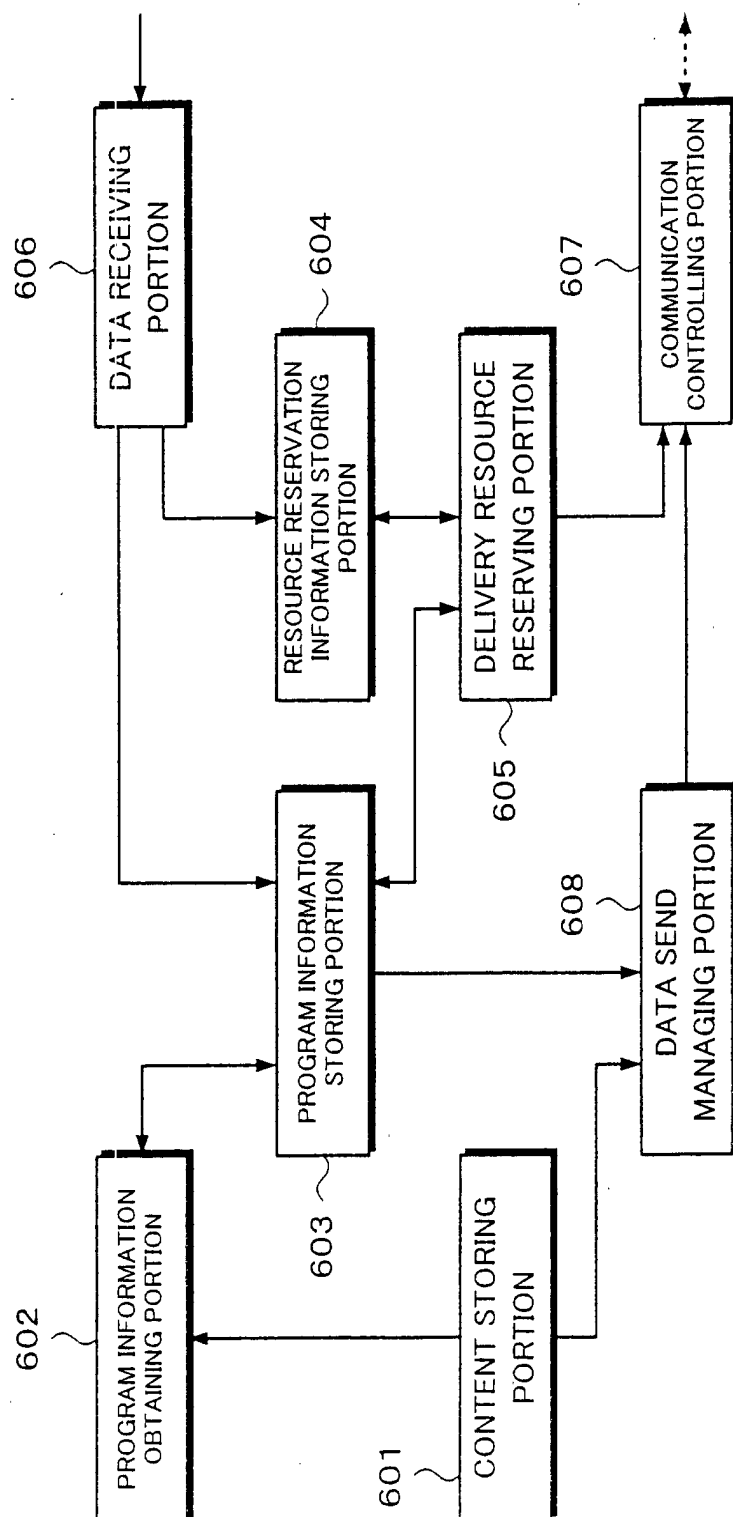 602
PROGRAM INFORMATION
OBTAINING PORTION
606
DATA RECEIVING
PORTION
603
PROGRAM INFORMATION
STORING PORTION
604
RESOURCE RESERVATION
INFORMATION STORING
PORTION
601
CONTENT STORING
PORTION
605
DELIVERY RESOURCE
RESERVING PORTION
608
DATA SEND
MANAGING PORTION
607
COMMUNICATION
CONTROLLING PORTION